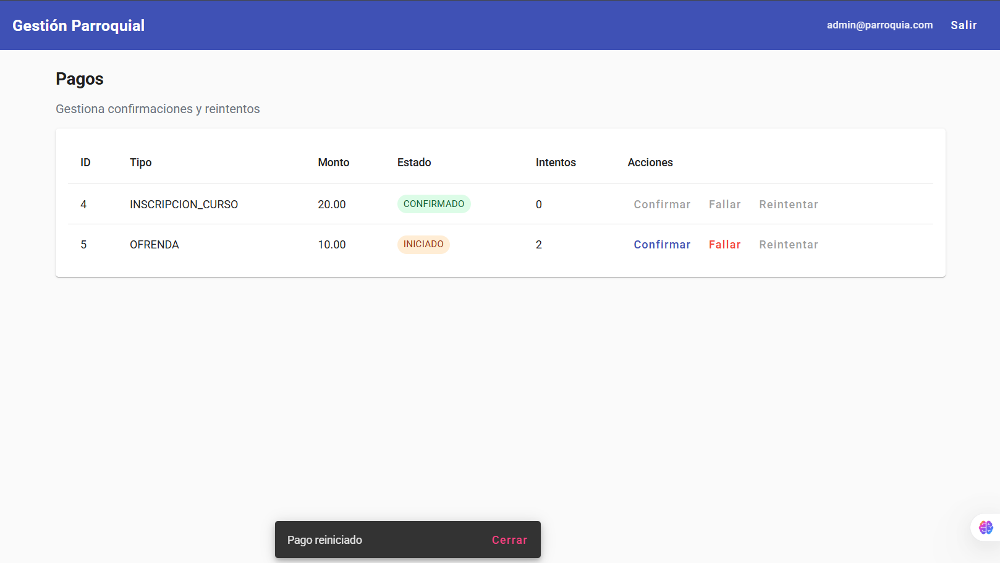 Gestión Parroquial
admin@parroquia.com Salir
Pagos
Gestiona confirmaciones y reintentos
ID Tipo Monto Estado Intentos Acciones
4 INSCRIPCION_CURSO 20.00 CONFIRMADO 0 Confirmar Fallar Reintentar
5 OFRENDA 10.00 INICIADO 2 Confirmar Fallar Reintentar
Pago reiniciado Cerrar